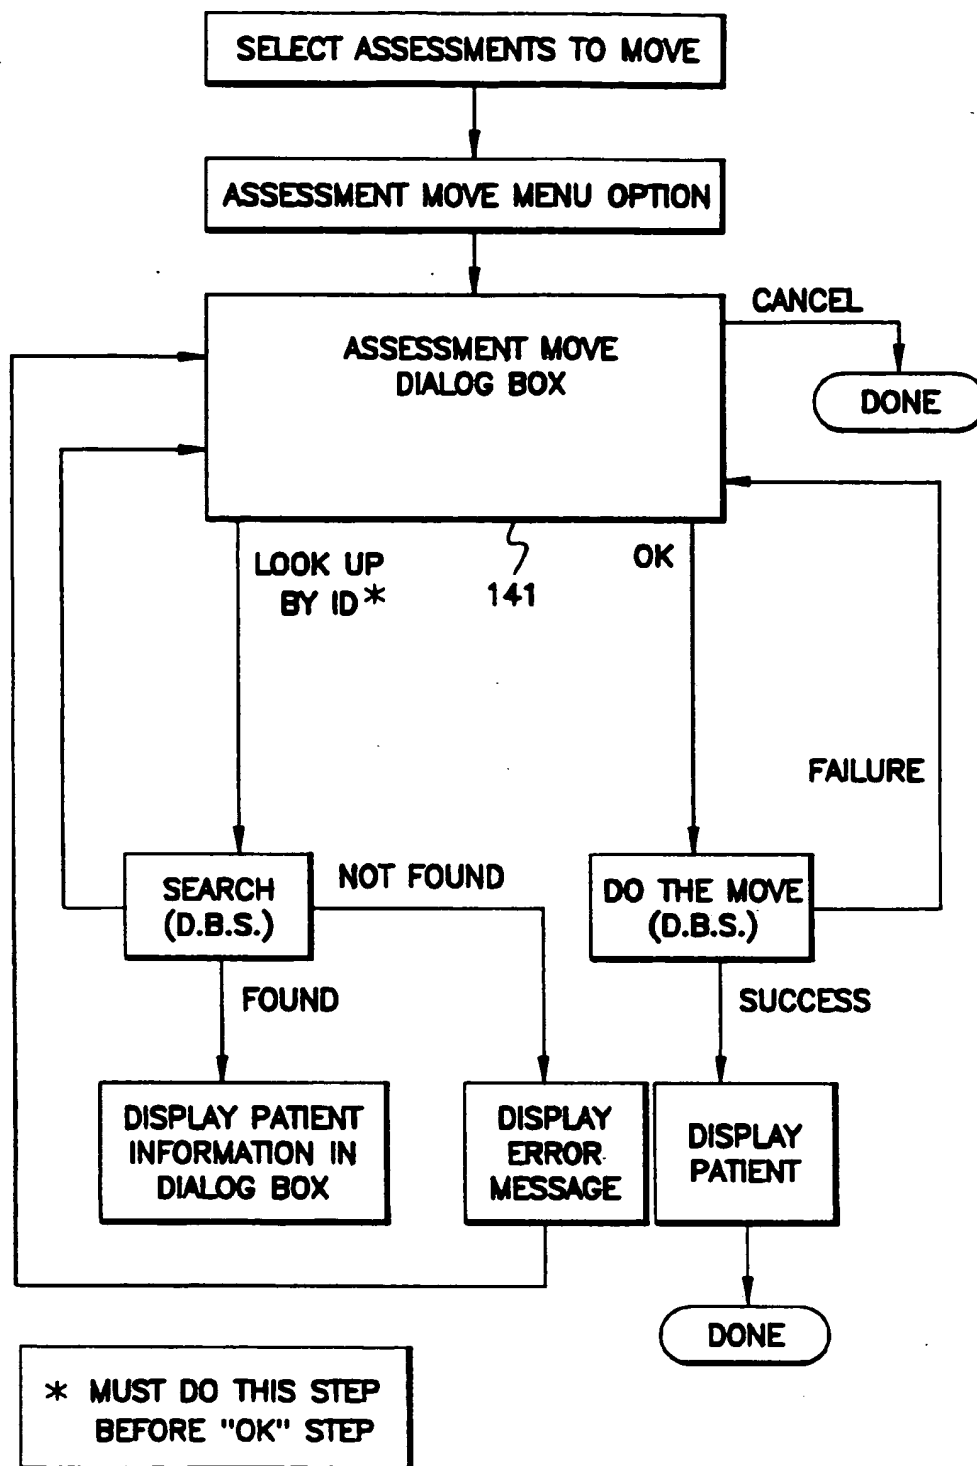 SELECT ASSESSMENTS TO MOVE
ASSESSMENT MOVE MENU OPTION
CANCEL
ASSESSMENT MOVE
DIALOG BOX
DONE
LOOK UP
BY ID*
141
OK
FAILURE
SEARCH
(D.B.S.)
NOT FOUND
DO THE MOVE
(D.B.S.)
FOUND
SUCCESS
DISPLAY PATIENT
INFORMATION IN
DIALOG BOX
DISPLAY
ERROR
MESSAGE
DISPLAY
PATIENT
DONE
* MUST DO THIS STEP
BEFORE "OK" STEP